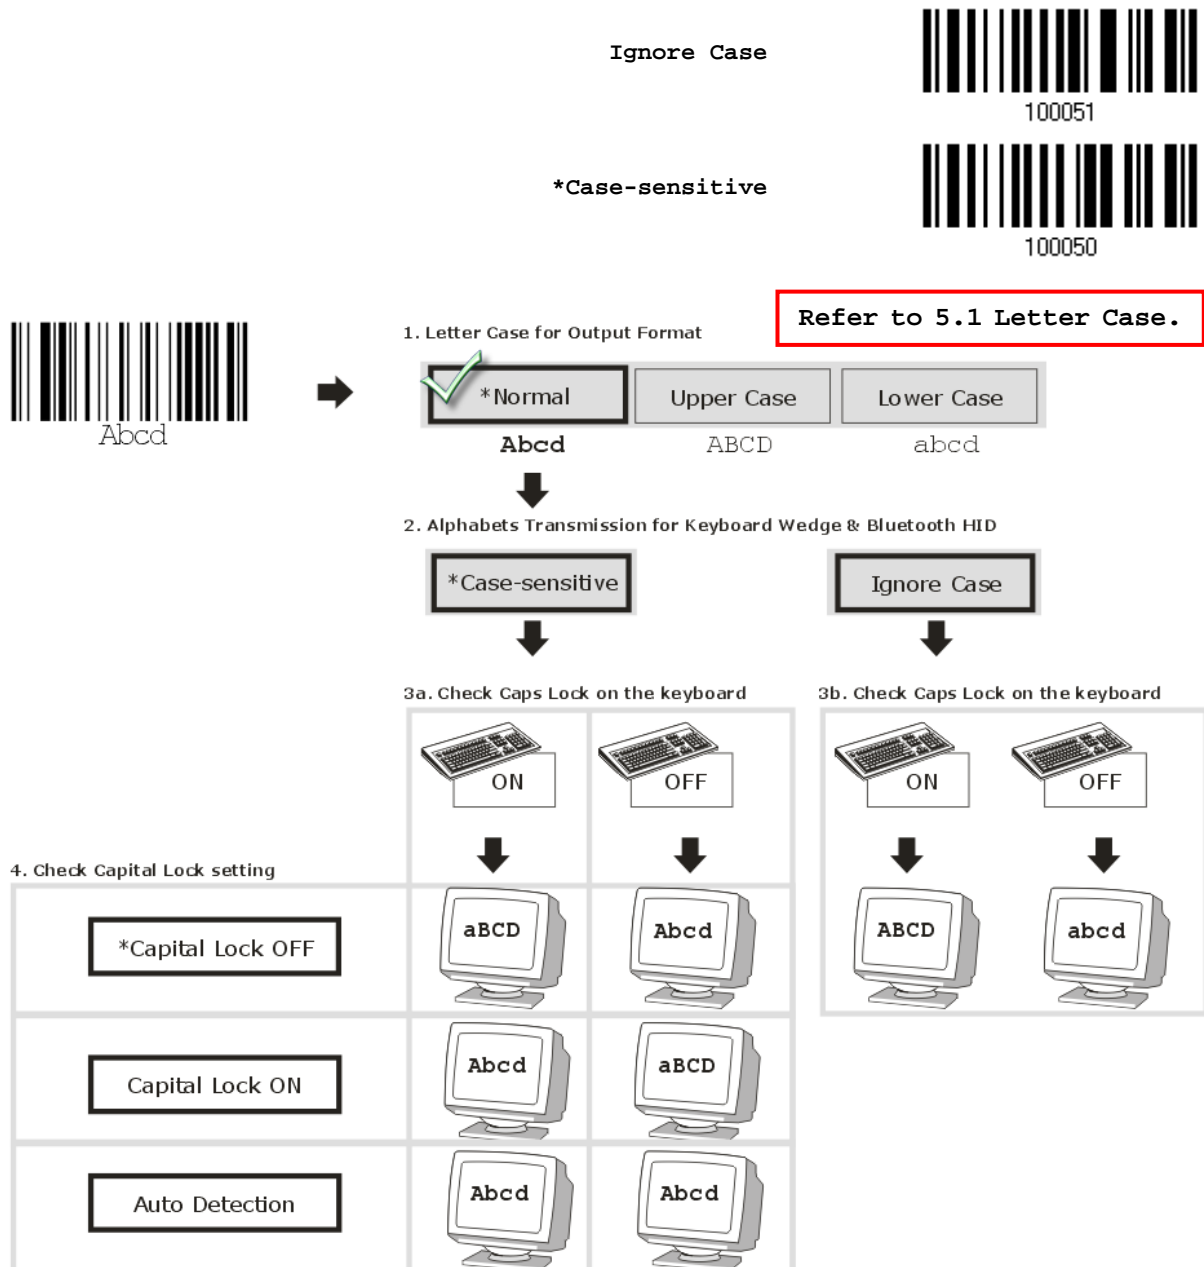 Ignore Case
100051
*Case-sensitive
100050
Refer to 5.1 Letter Case.
1. Letter Case for Output Format
Abcd
*Normal Upper Case Lower Case
Abcd ABCD abcd
2. Alphabets Transmission for Keyboard Wedge & Bluetooth HID
*Case-sensitive Ignore Case
3a. Check Caps Lock on the keyboard 3b. Check Caps Lock on the keyboard
ON OFF ON OFF
4. Check Capital Lock setting
*Capital Lock OFF aBCD Abcd ABCD abcd
Capital Lock ON Abcd aBCD
Auto Detection Abcd Abcd